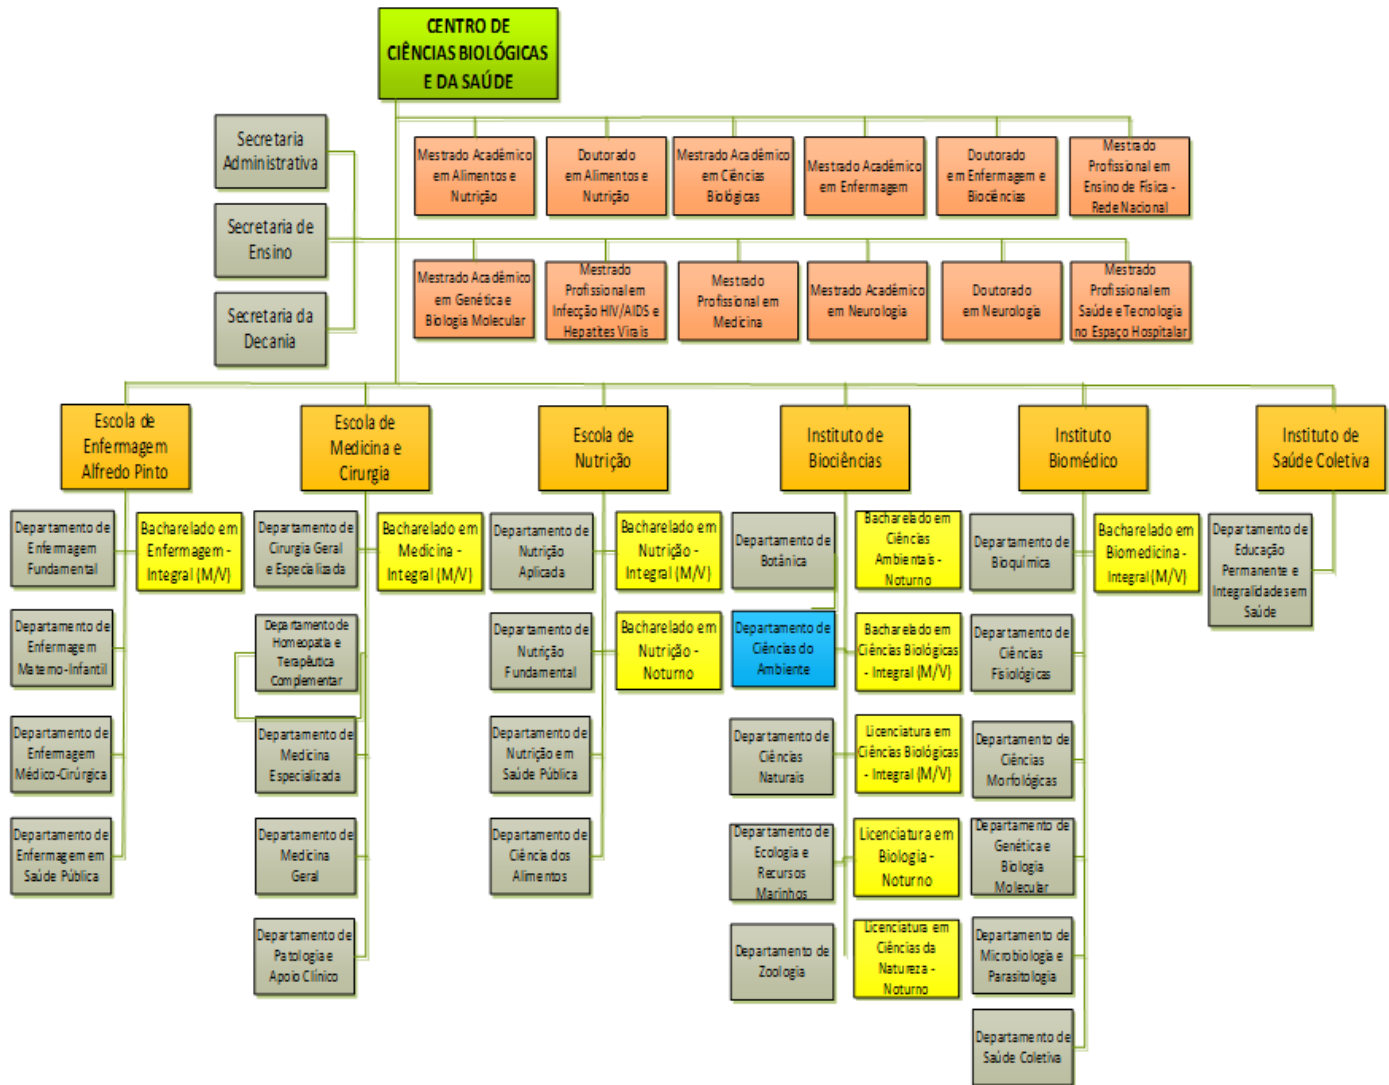 CENTRO DE
CIÊNCIAS BIOLÓGICAS
E DA SAÚDE
Secretaria
Administrativa
Secretaria de
Ensino
Secretaria da
Decania
Mestrado Acadêmico
em Alimentos e
Nutrição
Doutorado
em Alimentos e
Nutrição
Mestrado Acadêmico
em Ciências
Biológicas
Mestrado Acadêmico
em Enfermagem
Doutorado
em Enfermagem e
Biociências
Mestrado
Profissional em
Ensino de Física -
Rede Nacional
Mestrado Acadêmico
em Genética e
Biologia Molecular
Mestrado
Profissional em
Infecção HIV/AIDS e
Hepatites Virais
Mestrado
Profissional em
Medicina
Mestrado Acadêmico
em Neurologia
Doutorado
em Neurologia
Mestrado
Profissional em
Saúde e Tecnologia
no Espaço Hospitalar
Escola de
Enfermagem
Alfredo Pinto
Escola de
Medicina e
Cirurgia
Escola de
Nutrição
Instituto de
Biociências
Instituto
Biomédico
Instituto de
Saúde Coletiva
Departamento de
Enfermagem
Fundamental
Bacharelado em
Enfermagem -
Integral (M/V)
Departamento de
Enfermagem
Materno-Infantil
Departamento de
Enfermagem
Médico-Cirúrgica
Departamento de
Enfermagem em
Saúde Pública
Departamento de
Cirurgia Geral
e Especializada
Bacharelado em
Medicina -
Integral (M/V)
Departamento de
Homeopatia e
Terapêutica
Complementar
Departamento de
Medicina
Especializada
Departamento de
Medicina
Geral
Departamento de
Patologia e
Apoio Clínico
Departamento de
Nutrição
Aplicada
Bacharelado em
Nutrição -
Integral (M/V)
Departamento de
Nutrição
Fundamental
Bacharelado em
Nutrição -
Noturno
Departamento de
Nutrição em
Saúde Pública
Departamento de
Ciência dos
Alimentos
Departamento de
Botânica
Bacharelado em
Ciências
Ambientais -
Noturno
Departamento de
Ciências do
Ambiente
Bacharelado em
Ciências Biológicas
- Integral (M/V)
Departamento de
Ciências
Naturais
Licenciatura em
Ciências Biológicas
- Integral (M/V)
Departamento de
Ecologia e
Recursos
Marinhos
Licenciatura em
Biologia -
Noturno
Departamento de
Zoologia
Licenciatura em
Ciências da
Natureza -
Noturno
Departamento de
Bioquímica
Bacharelado em
Biomedicina -
Integral (M/V)
Departamento de
Ciências
Fisiológicas
Departamento de
Ciências
Morfológicas
Departamento de
Genética e
Biologia
Molecular
Departamento de
Microbiologia e
Parasitologia
Departamento de
Saúde Coletiva
Departamento de
Educação
Permanente e
Integralidades em
Saúde